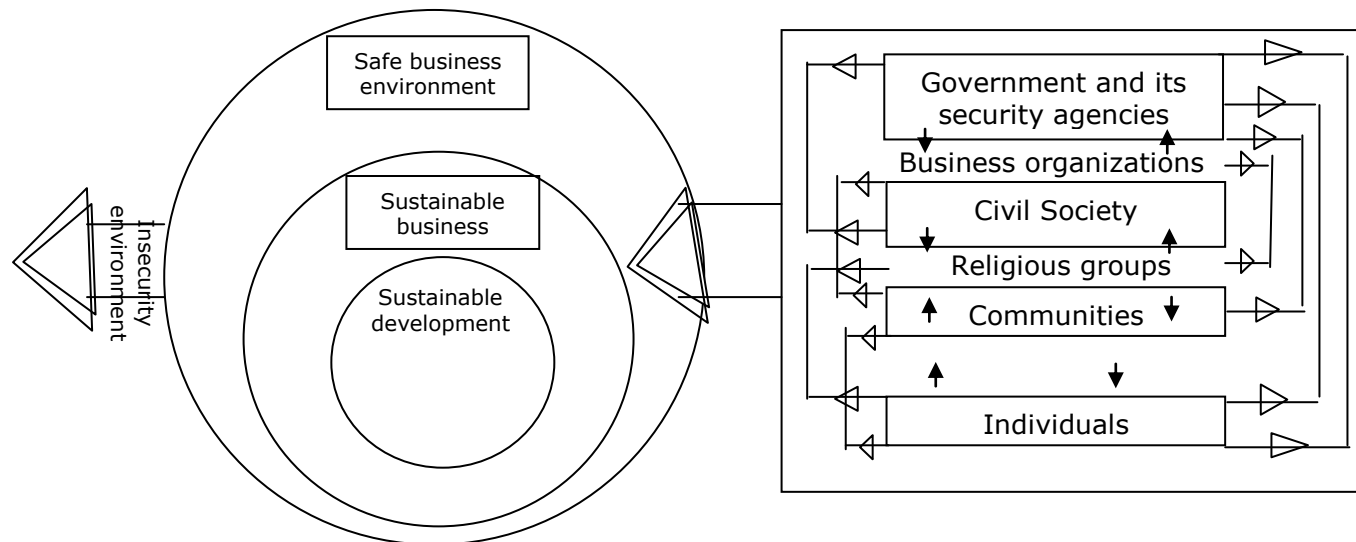 Safe business
environment
Sustainable
business
Sustainable
development
Insecurity
environment
Government and its
security agencies
Business organizations
Civil Society
Religious groups
Communities
Individuals